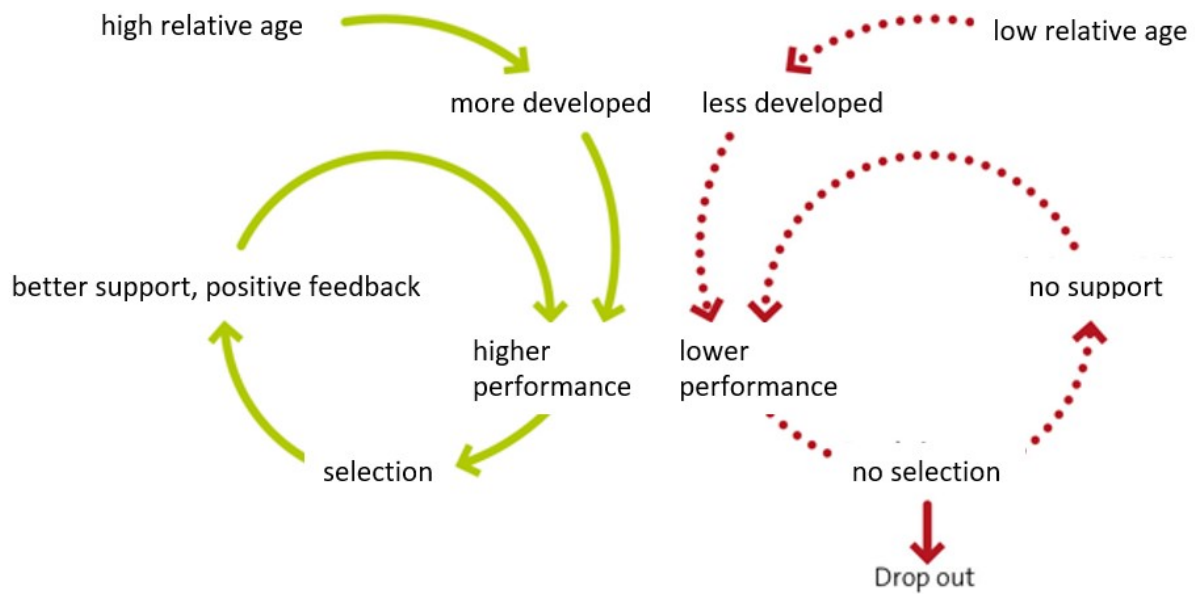 high relative age
low relative age
more developed
less developed
better support, positive feedback
no support
higher
performance
lower
performance
selection
no selection
Drop out